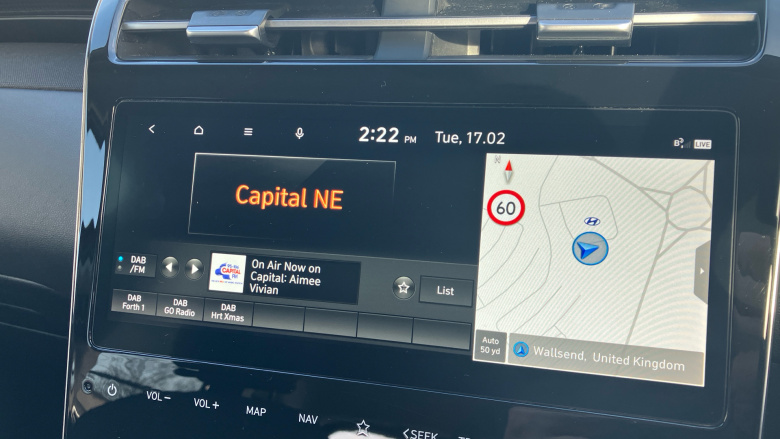 2:22 PM Tue, 17.02
LIVE
Capital NE
N
60
DAB
/FM
CAPITAL
On Air Now on
Capital: Aimee
Vivian
List
DAB
Forth 1
DAB
GO Radio
DAB
Hrt Xmas
Auto
50 yd
Wallsend, United Kingdom
VOL−
VOL+
MAP
NAV
<SEEK